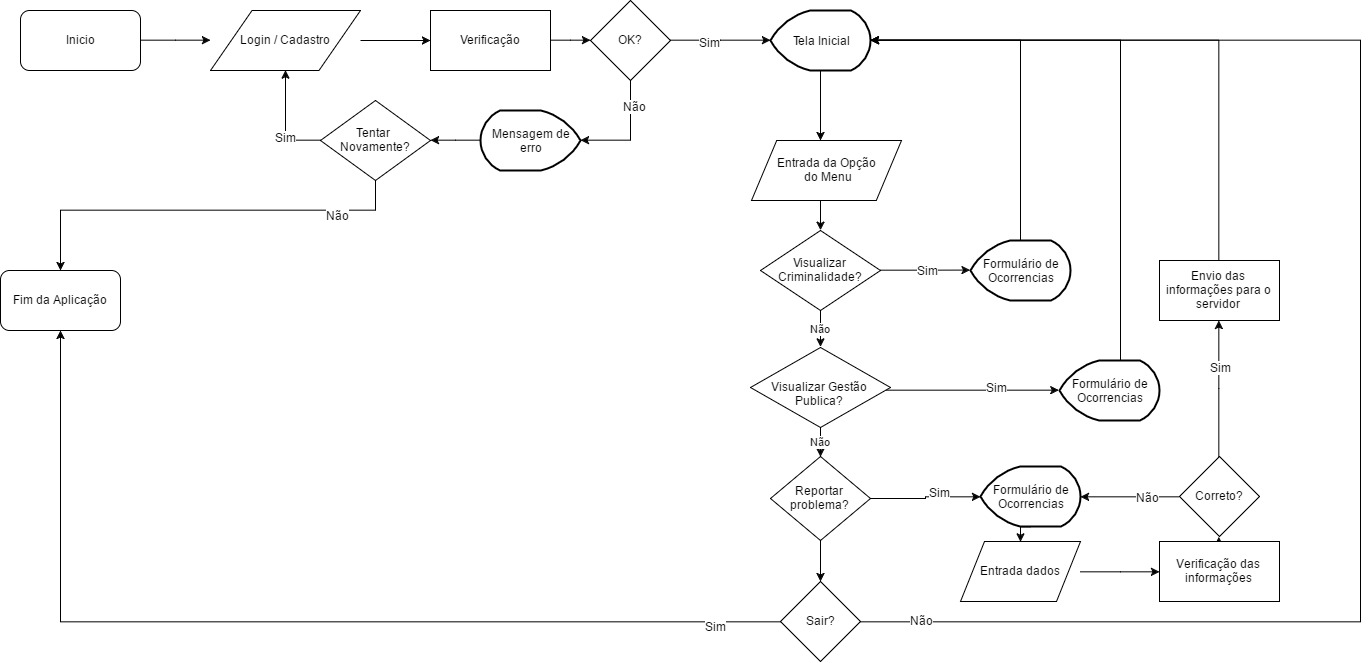 Inicio
Login / Cadastro
Verificação
OK?
Sim
Tela Inicial
Não
Mensagem de
erro
Tentar
Novamente?
Sim
Não
Fim da Aplicação
Entrada da Opção
do Menu
Visualizar
Criminalidade?
Sim
Formulário de
Ocorrencias
Não
Visualizar Gestão
Publica?
Sim
Formulário de
Ocorrencias
Não
Reportar
problema?
Sim
Formulário de
Ocorrencias
Entrada dados
Verificação das
informações
Correto?
Não
Sim
Envio das
informações para o
servidor
Sair?
Sim
Não